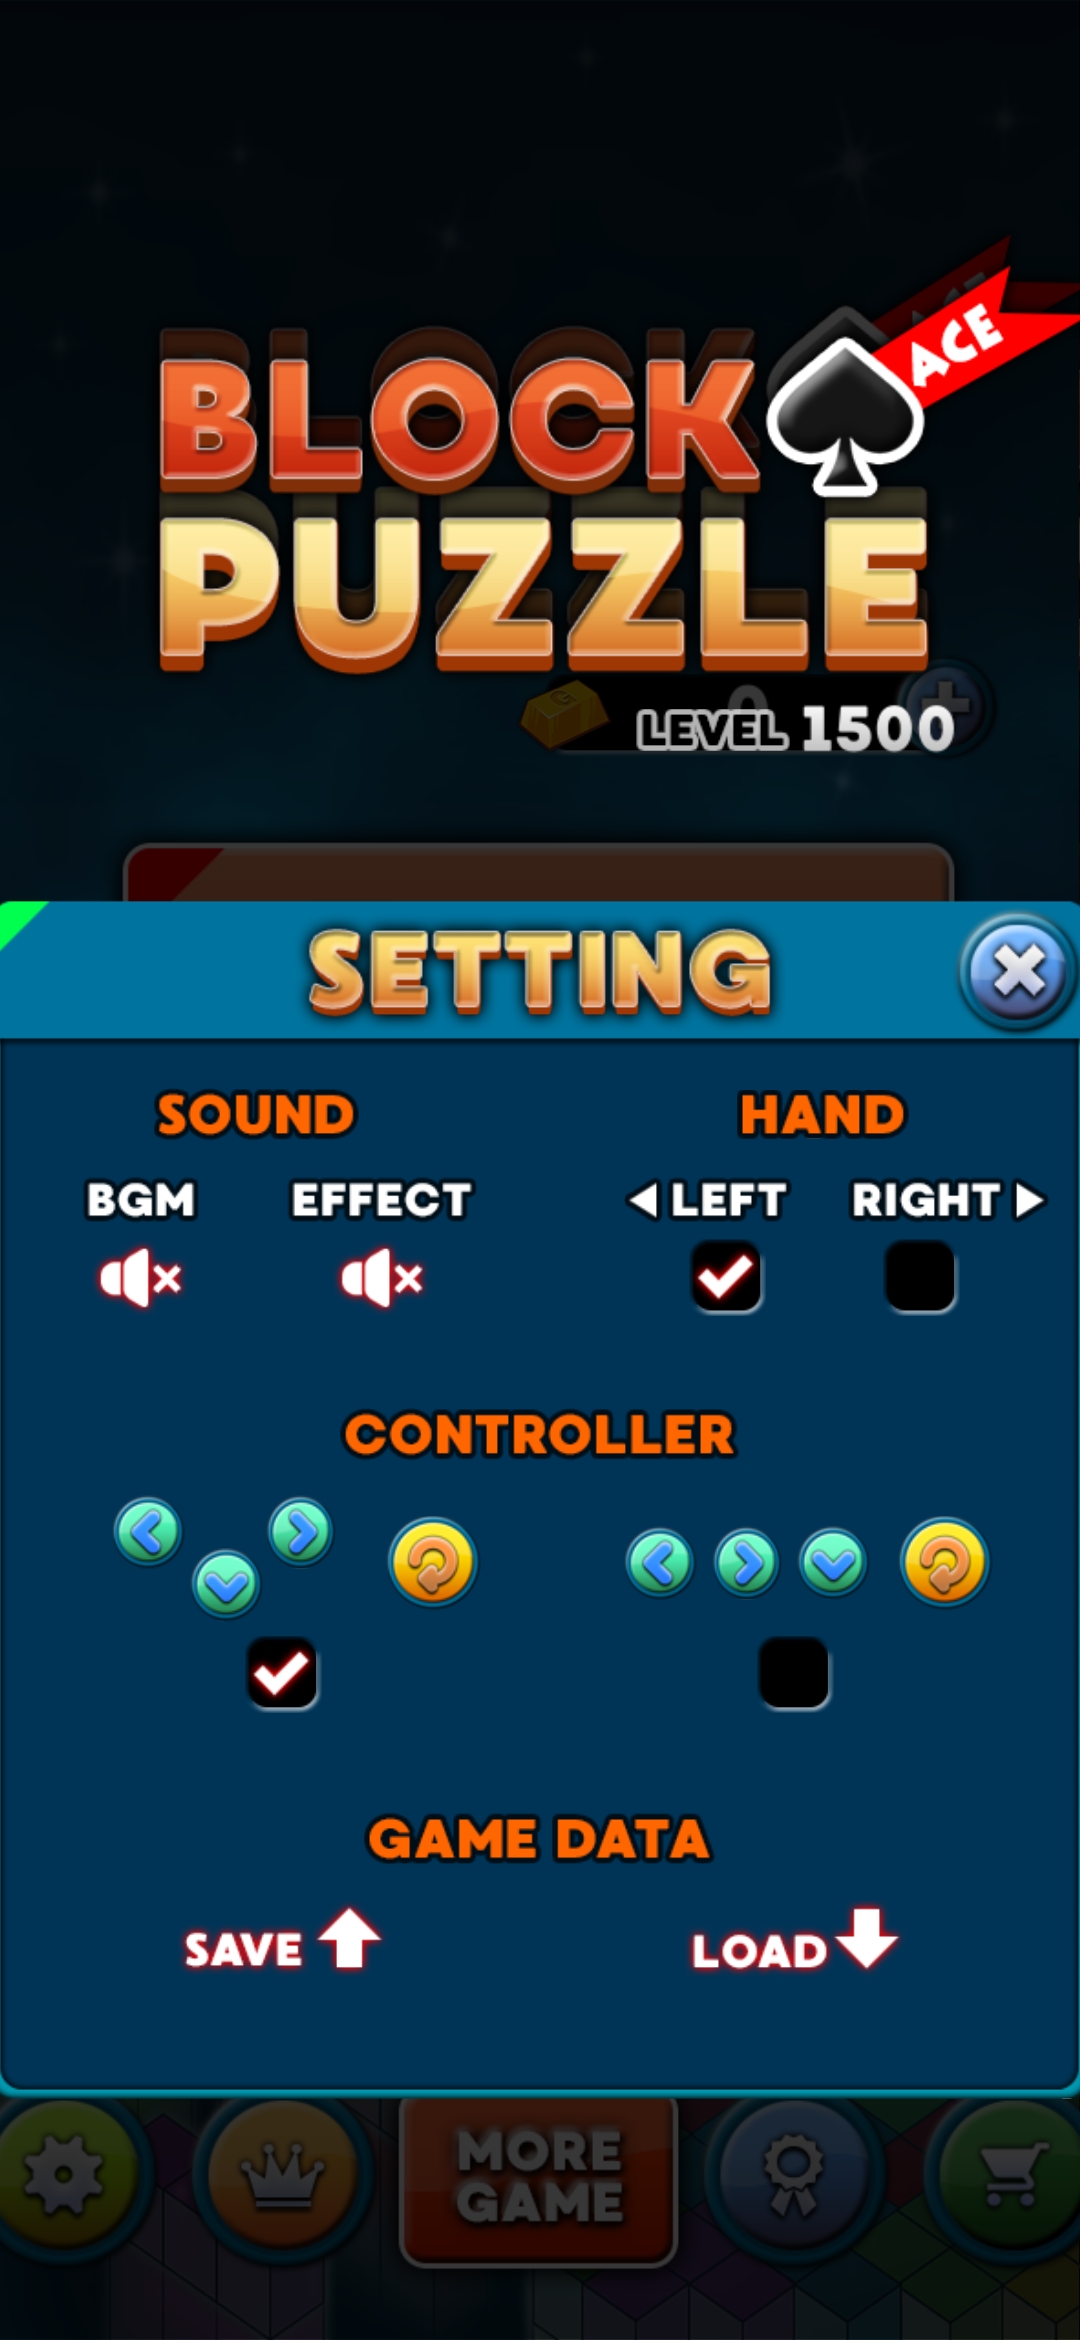 BLOCK
ACE
PUZZLE
0
LEVEL 1500
SETTING
SOUND
HAND
BGM
EFFECT
LEFT
RIGHT
CONTROLLER
GAME DATA
SAVE
LOAD
MORE
GAME